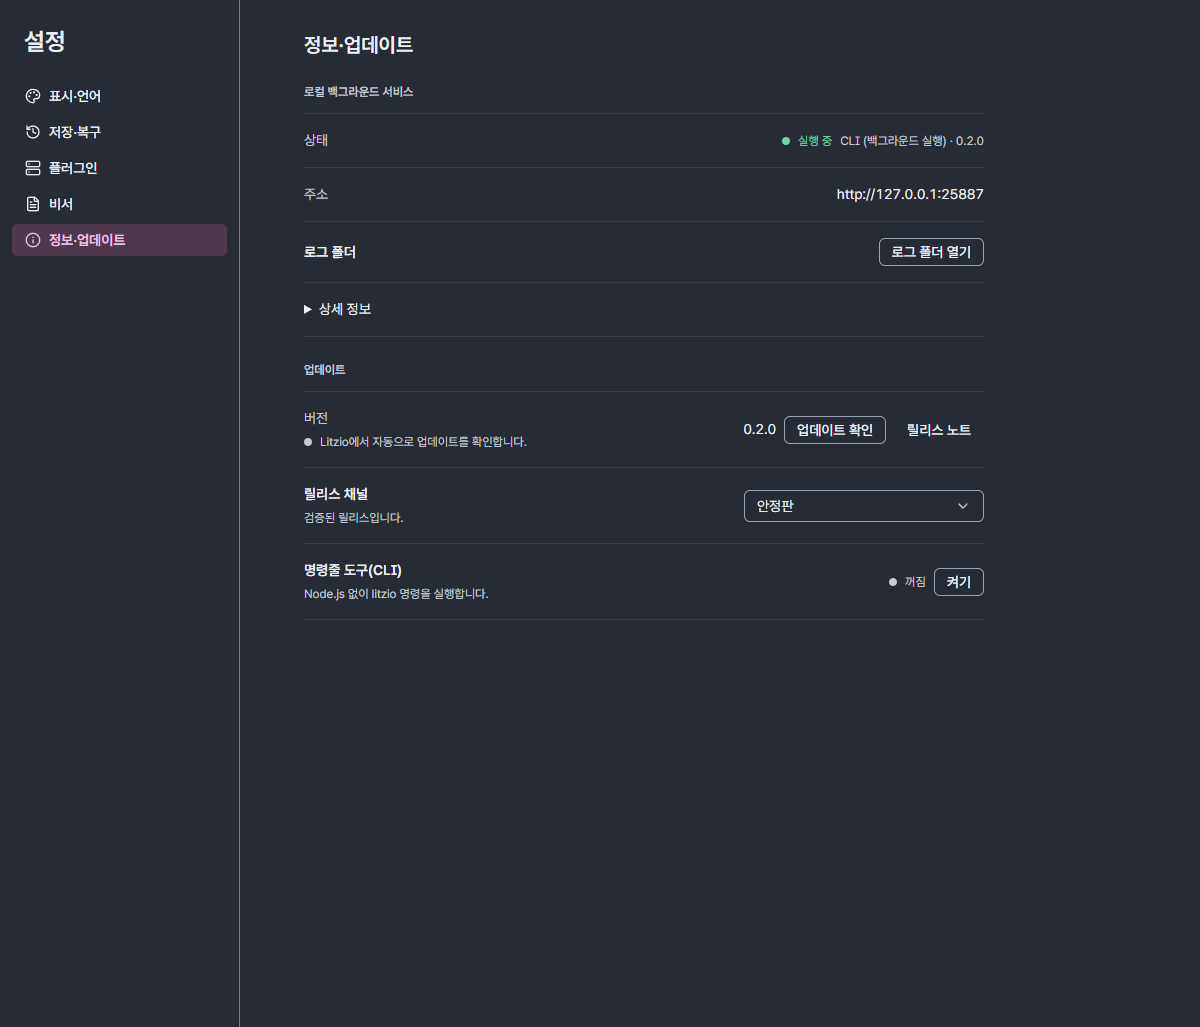 설정
표시·언어
저장·복구
플러그인
비서
정보·업데이트
정보·업데이트
로컬 백그라운드 서비스
상태
실행 중 CLI (백그라운드 실행) · 0.2.0
주소
http://127.0.0.1:25887
로그 폴더
로그 폴더 열기
상세 정보
업데이트
버전
Litzio에서 자동으로 업데이트를 확인합니다.
0.2.0 업데이트 확인 릴리스 노트
릴리스 채널
검증된 릴리스입니다.
안정판
명령줄 도구(CLI)
Node.js 없이 litzio 명령을 실행합니다.
꺼짐 켜기